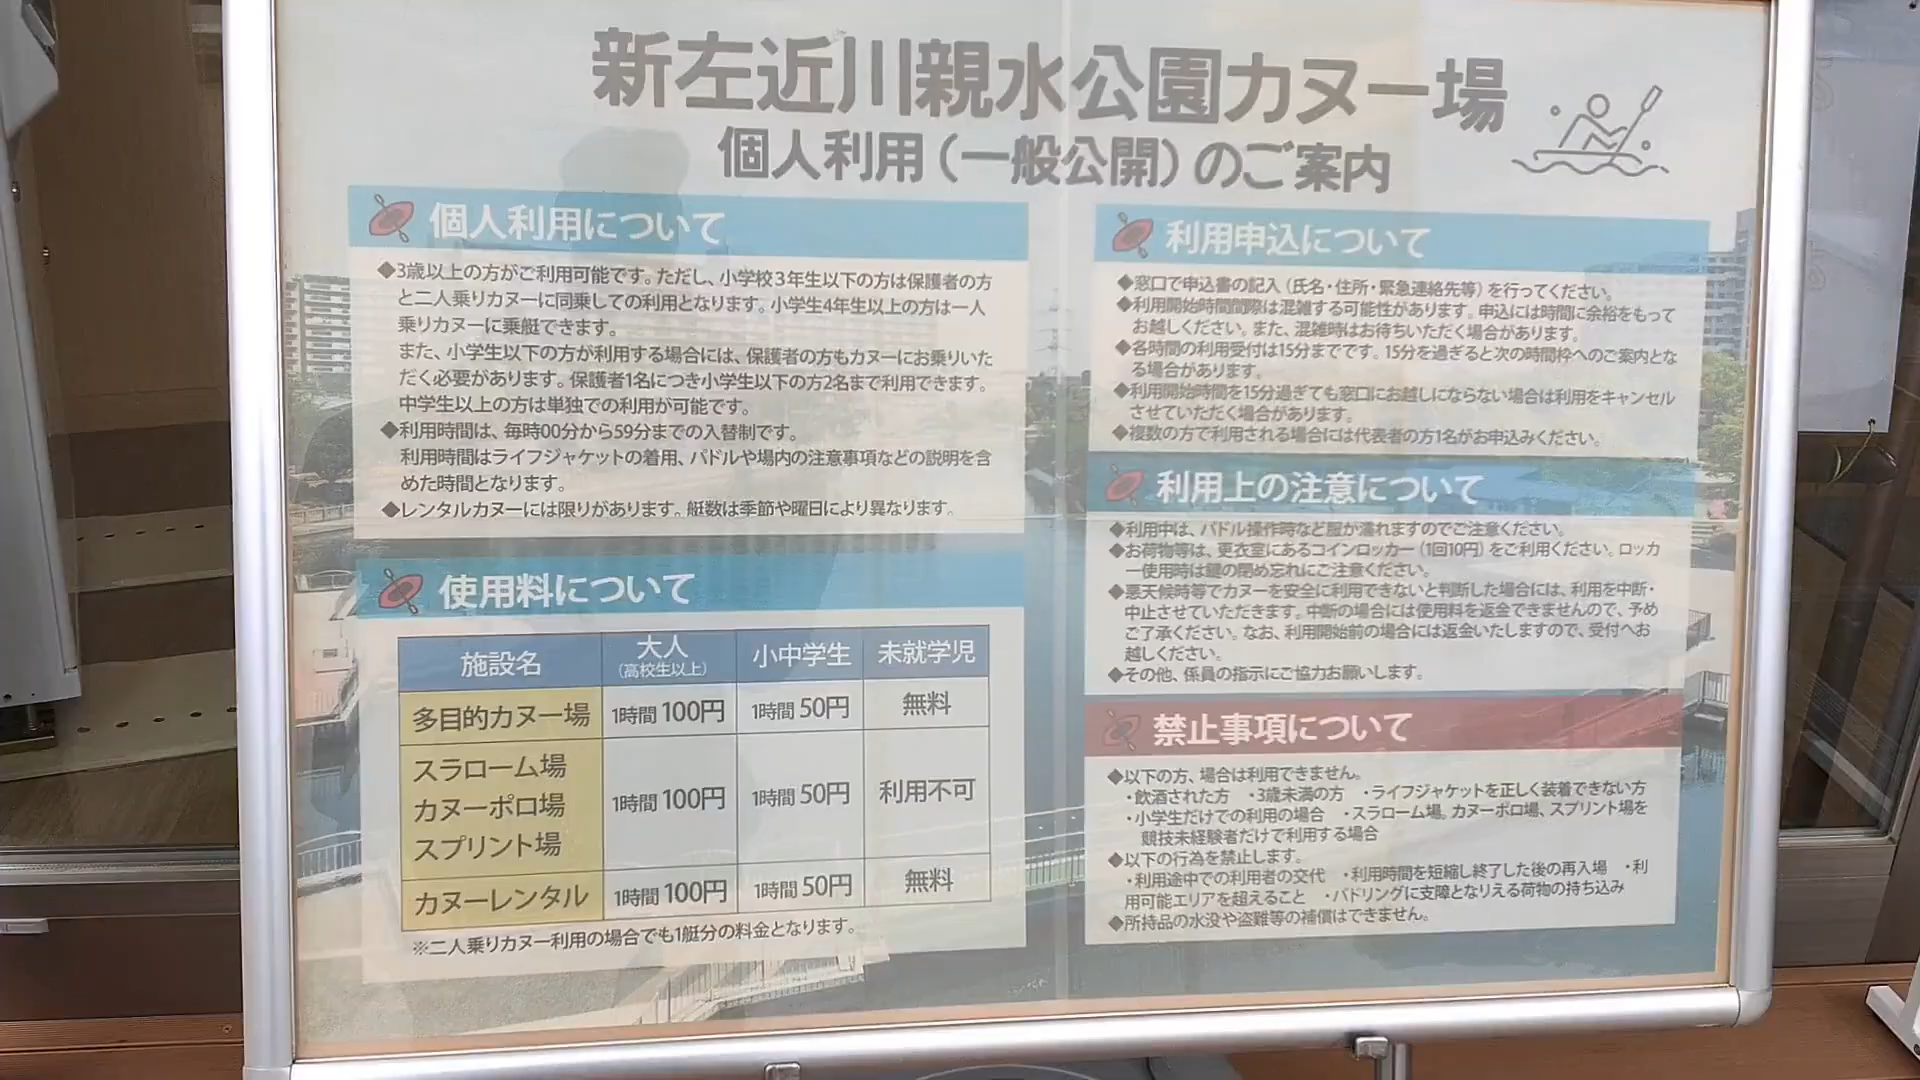 新左近川親水公園カヌー場
個人利用（一般公開）のご案内
個人利用について
◆3歳以上の方がご利用可能です。ただし、小学校3年生以下の方は保護者の方
と二人乗りカヌーに同乗しての利用となります。小学生4年生以上の方は一人
乗りカヌーに乗艇できます。
また、小学生以下の方が利用する場合には、保護者の方もカヌーにお乗りいた
だく必要があります。保護者1名につき小学生以下の方2名まで利用できます。
中学生以上の方は単独での利用が可能です。
◆利用時間は、毎時00分から59分までの入替制です。
利用時間はライフジャケットの着用、パドルや場内の注意事項などの説明を含
めた時間となります。
◆レンタルカヌーには限りがあります。艇数は季節や曜日により異なります。
使用料について
施設名 大人 小中学生 未就学児
（高校生以上）
多目的カヌー場 1時間 100円 1時間 50円 無料
スラローム場
カヌーポロ場 1時間 100円 1時間 50円 利用不可
スプリント場
カヌーレンタル 1時間 100円 1時間 50円 無料
※二人乗りカヌー利用の場合でも1艇分の料金となります。
利用申込について
◆窓口で申込書の記入（氏名・住所・緊急連絡先等）を行ってください。
◆利用開始時間間際は混雑する可能性があります。申込には時間に余裕をもって
お越しください。また、混雑時はお待ちいただく場合があります。
◆各時間の利用受付は15分までです。15分を過ぎると次の時間枠へのご案内とな
る場合があります。
◆利用開始時間を15分過ぎても窓口にお越しにならない場合は利用をキャンセル
させていただく場合があります。
◆複数の方で利用される場合には代表者の方1名がお申込みください。
利用上の注意について
◆利用中は、パドル操作時など服が濡れますのでご注意ください。
◆お荷物等は、更衣室にあるコインロッカー（1回10円）をご利用ください。ロッカ
ー使用時は鍵の閉め忘れにご注意ください。
◆悪天候時等でカヌーを安全に利用できないと判断した場合には、利用を中断・
中止させていただきます。中断の場合には使用料を返金できませんので、予め
ご了承ください。なお、利用開始前の場合には返金いたしますので、受付へお
越しください。
◆その他、係員の指示にご協力お願いします。
禁止事項について
◆以下の方、場合は利用できません。
・飲酒された方 ・3歳未満の方 ・ライフジャケットを正しく装着できない方
・小学生だけでの利用の場合 ・スラローム場。カヌーポロ場、スプリント場を
競技未経験者だけで利用する場合
◆以下の行為を禁止します。
・利用途中での利用者の交代 ・利用時間を短縮し終了した後の再入場 ・利
用可能エリアを超えること ・パドリングに支障となりえる荷物の持ち込み
◆所持品の水没や盗難等の補償はできません。